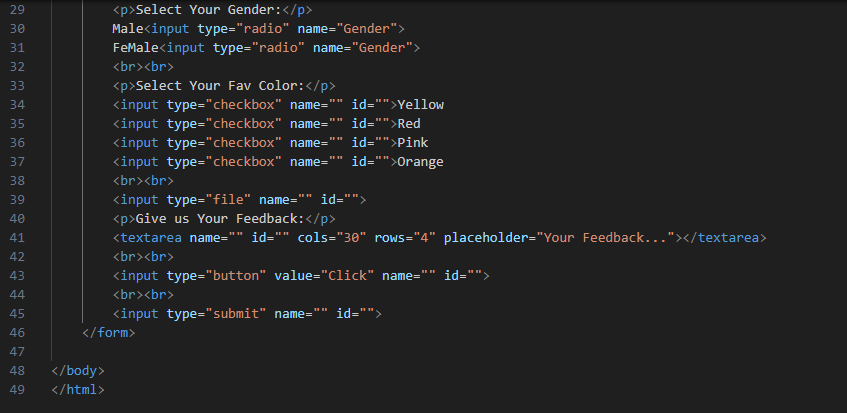 29 <p>Select Your Gender:</p>
30 Male<input type="radio" name="Gender">
31 FeMale<input type="radio" name="Gender">
32 <br><br>
33 <p>Select Your Fav Color:</p>
34 <input type="checkbox" name="" id="">Yellow
35 <input type="checkbox" name="" id="">Red
36 <input type="checkbox" name="" id="">Pink
37 <input type="checkbox" name="" id="">Orange
38 <br><br>
39 <input type="file" name="" id="">
40 <p>Give us Your Feedback:</p>
41 <textarea name="" id="" cols="30" rows="4" placeholder="Your Feedback..."></textarea>
42 <br><br>
43 <input type="button" value="Click" name="" id="">
44 <br><br>
45 <input type="submit" name="" id="">
46 </form>
47
48 </body>
49 </html>